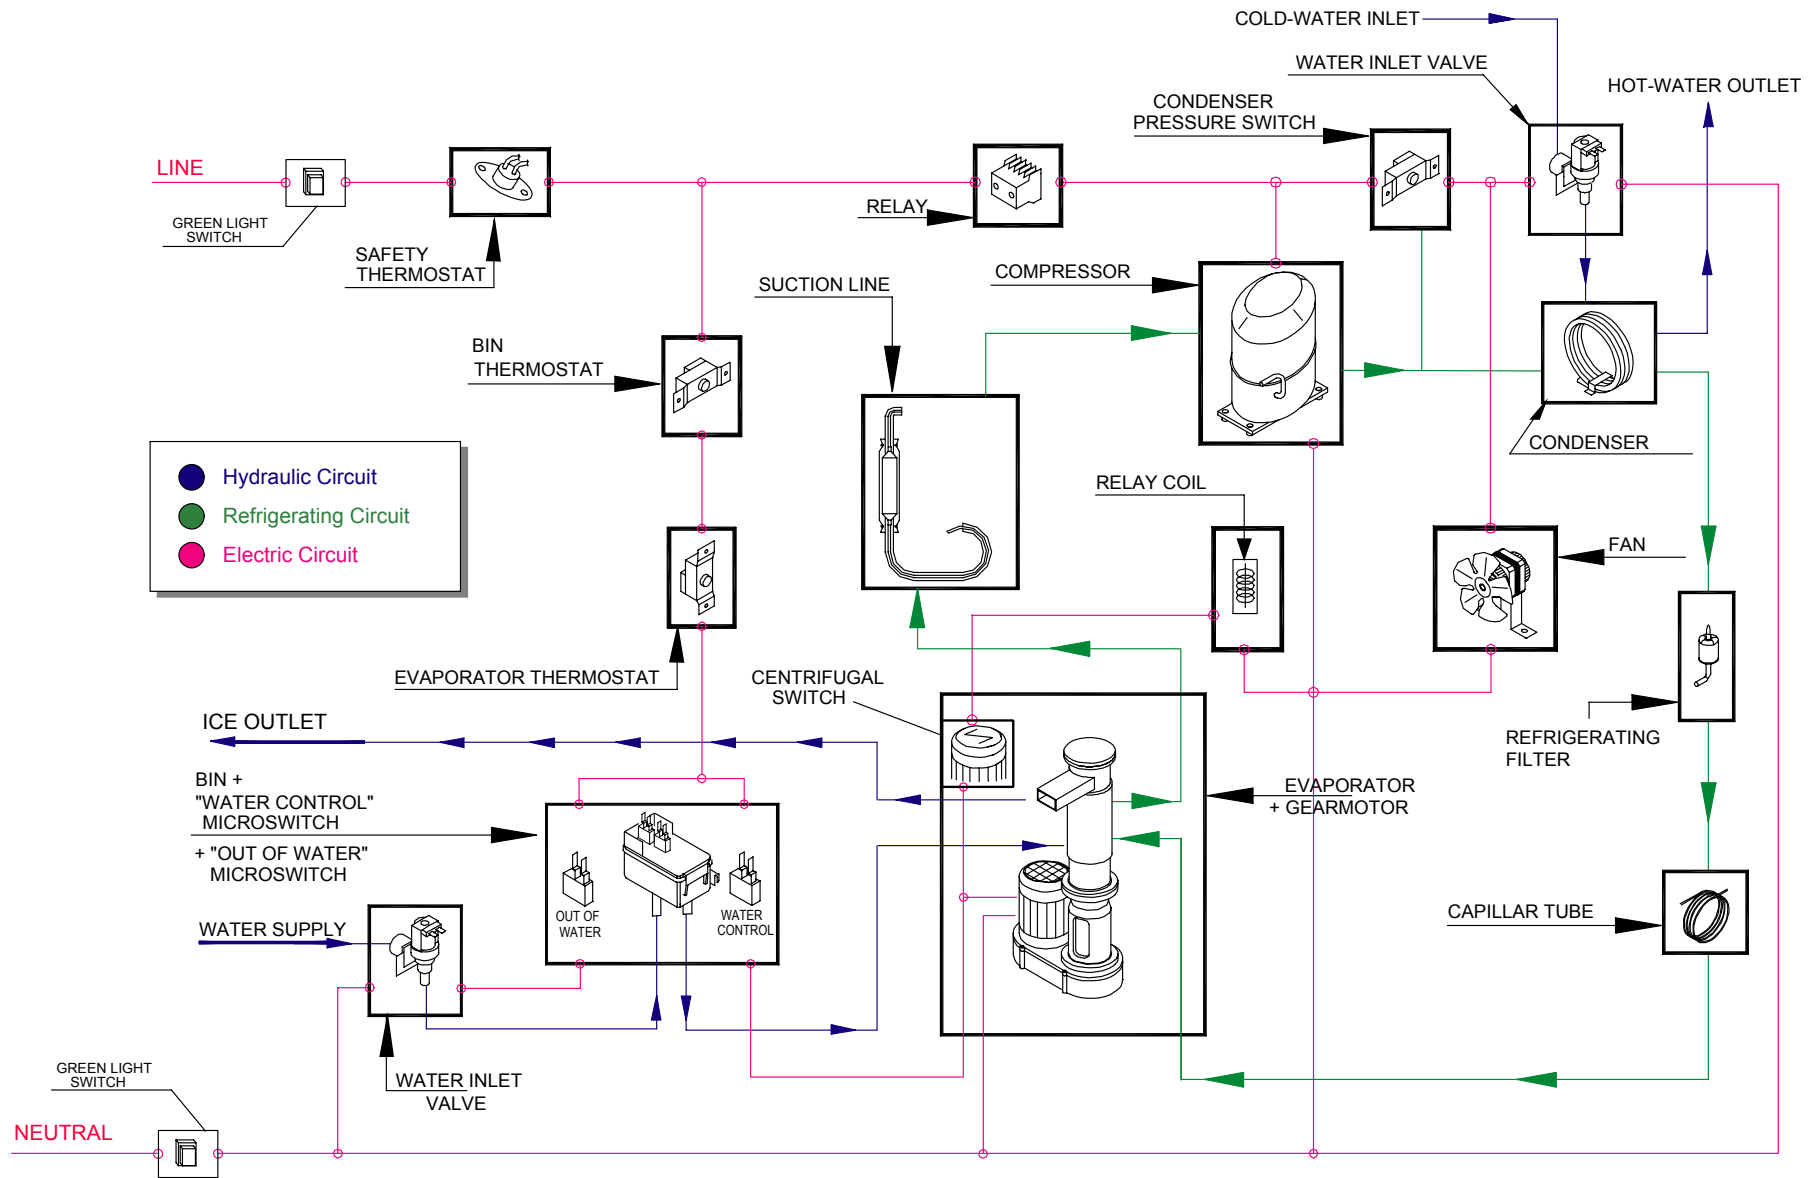 COLD-WATER INLET
WATER INLET VALVE
HOT-WATER OUTLET
CONDENSER
PRESSURE SWITCH
LINE
GREEN LIGHT
SWITCH
SAFETY
THERMOSTAT
RELAY
SUCTION LINE
COMPRESSOR
BIN
THERMOSTAT
CONDENSER
Hydraulic Circuit
Refrigerating Circuit
Electric Circuit
RELAY COIL
FAN
EVAPORATOR THERMOSTAT
CENTRIFUGAL
SWITCH
ICE OUTLET
REFRIGERATING
FILTER
BIN +
"WATER CONTROL"
MICROSWITCH
+ "OUT OF WATER"
MICROSWITCH
EVAPORATOR
+ GEARMOTOR
OUT OF
WATER
WATER
CONTROL
WATER SUPPLY
CAPILLAR TUBE
GREEN LIGHT
SWITCH
WATER INLET
VALVE
NEUTRAL